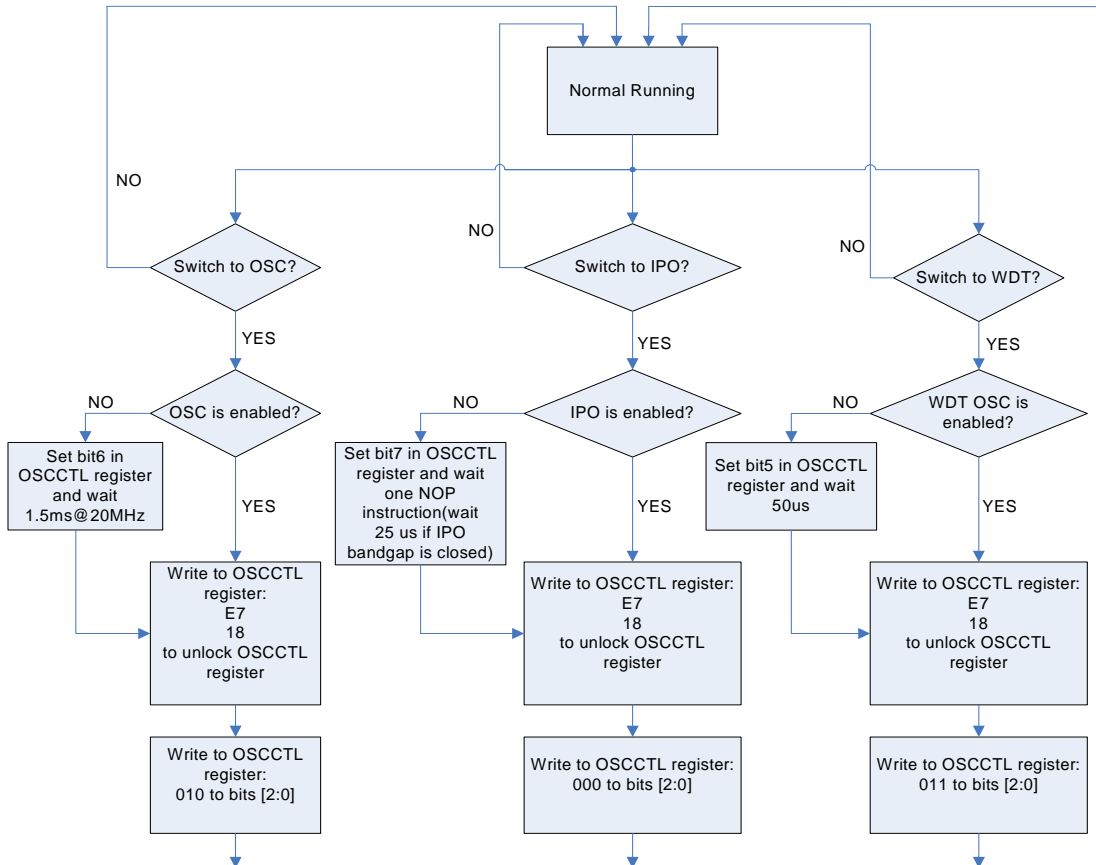 Normal Running
NO
NO
NO
Switch to OSC?
Switch to IPO?
Switch to WDT?
YES
YES
YES
OSC is enabled?
IPO is enabled?
WDT OSC is
enabled?
NO
NO
NO
Set bit6 in
OSCCTL register
and wait
1.5ms@20MHz
Set bit7 in OSCCTL
register and wait
one NOP
instruction(wait
25 us if IPO
bandgap is closed)
Set bit5 in OSCCTL
register and wait
50us
YES
YES
YES
Write to OSCCTL
register:
E7
18
to unlock OSCCTL
register
Write to OSCCTL register:
E7
18
to unlock OSCCTL
register
Write to OSCCTL register:
E7
18
to unlock OSCCTL
register
Write to OSCCTL
register:
010 to bits [2:0]
Write to OSCCTL register:
000 to bits [2:0]
Write to OSCCTL register:
011 to bits [2:0]